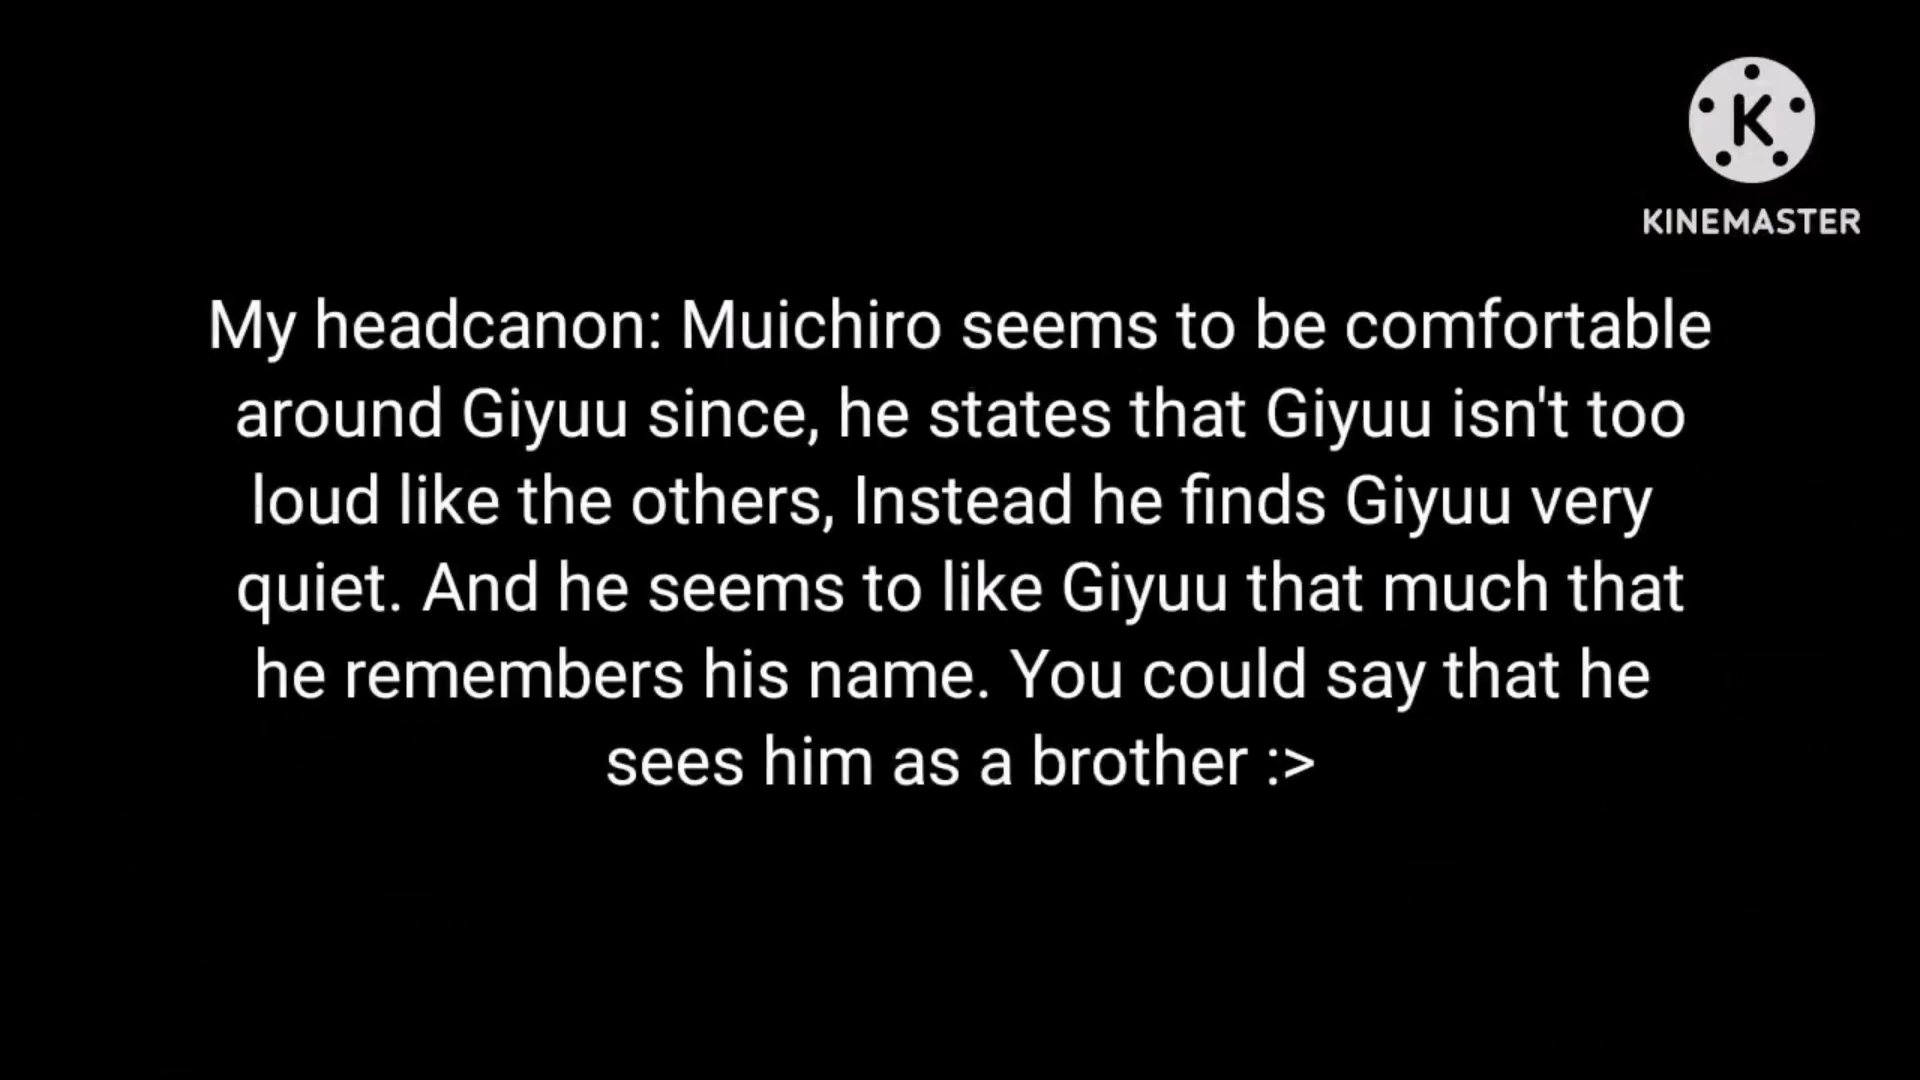 K
KINEMASTER
My headcanon: Muichiro seems to be comfortable
around Giyuu since, he states that Giyuu isn't too
loud like the others, Instead he finds Giyuu very
quiet. And he seems to like Giyuu that much that
he remembers his name. You could say that he
sees him as a brother :>